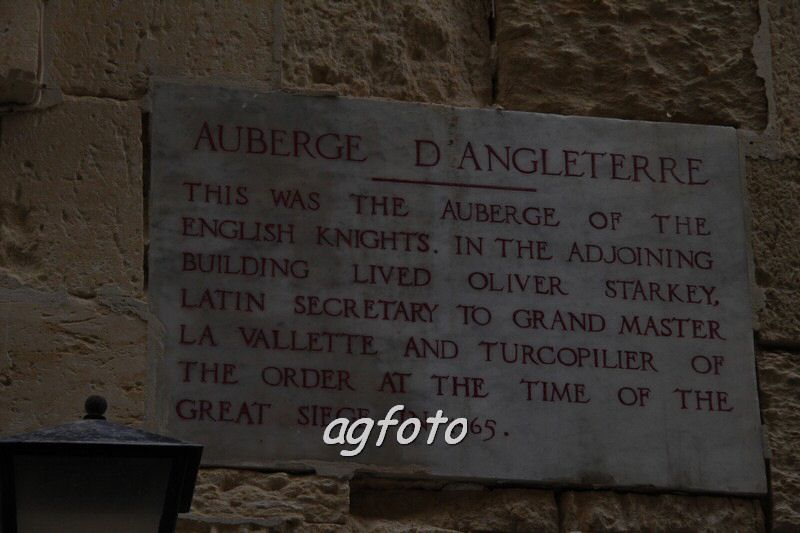 AUBERGE D ANGLETERRE
THIS WAS THE AUBERGE OF THE
ENGLISH KNIGHTS. IN THE ADJOINING
BUILDING LIVED OLIVER STARKEY,
LATIN SECRETARY TO GRAND MASTER
LA VALLETTE AND TURCOPILIER OF
THE ORDER AT THE TIME OF THE
GREAT SIEGE
agfoto